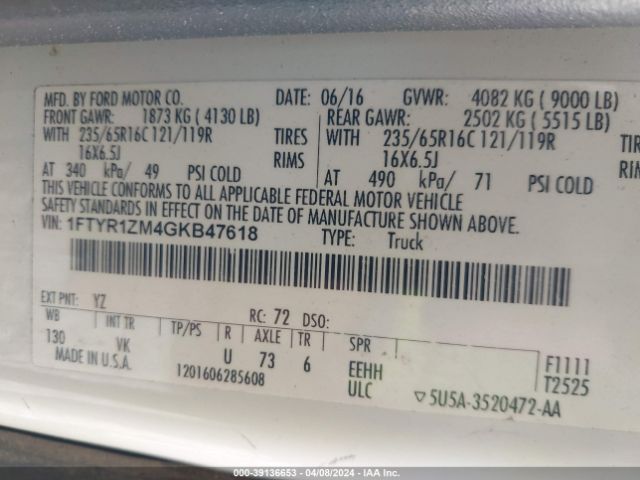 MFD. BY FORD MOTOR CO. DATE: 06/16 GVWR: 4082 KG ( 9000 LB)
FRONT GAWR: 1873 KG ( 4130 LB) REAR GAWR: 2502 KG ( 5515 LB)
WITH 235/65R16C 121/119R TIRES WITH 235/65R16C 121/119R TIRE
16X6.5J RIMS 16X6.5J RIM
AT 340 kPa/ 49 PSI COLD AT 490 kPa/ 71 PSI COLD
THIS VEHICLE CONFORMS TO ALL APPLICABLE FEDERAL MOTOR VEHICLE
SAFETY STANDARDS IN EFFECT ON THE DATE OF MANUFACTURE SHOWN ABOVE.
VIN: 1FTYR1ZM4GKB47618 TYPE: Truck
EXT PNT: YZ RC: 72 DSO:
WB INT TR TP/PS R AXLE TR SPR
130 VK U 73 6 EEHH F1111
MADE IN U.S.A. 1201606285608 ULC T2525
▽5U5A-3520472-AA
000-39136653 - 04/08/2024 - IAA Inc.